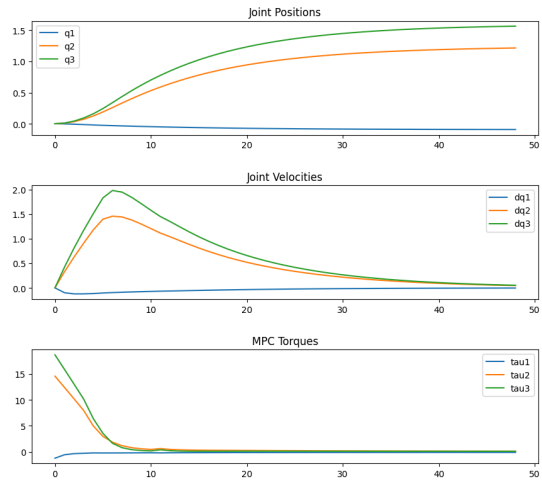 Joint Positions
1.5
1.0
0.5
0.0
q1
q2
q3
0 10 20 30 40 50
Joint Velocities
2.0
1.5
1.0
0.5
0.0
dq1
dq2
dq3
0 10 20 30 40 50
MPC Torques
15
10
5
0
tau1
tau2
tau3
0 10 20 30 40 50